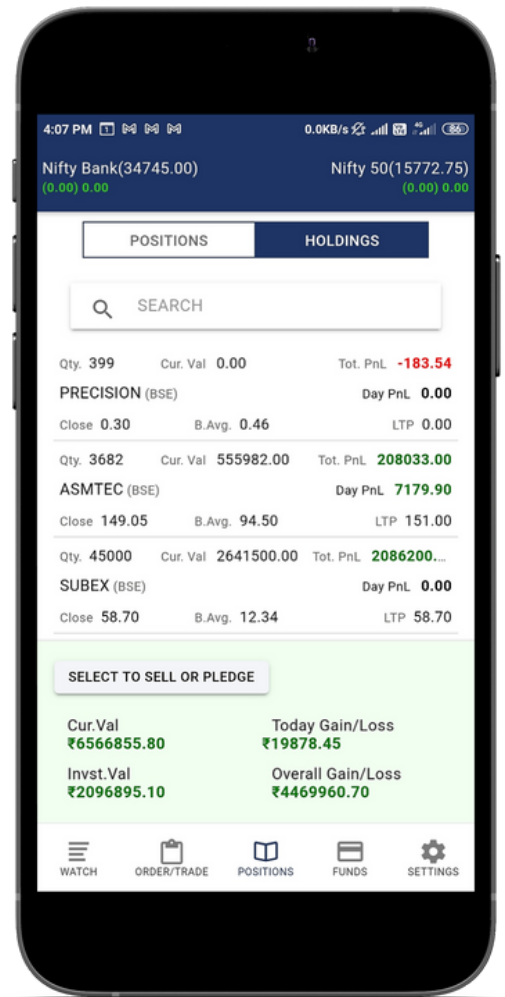 4:07 PM 1 0.0KB/s 4G 86
Nifty Bank(34745.00) Nifty 50(15772.75)
(0.00) 0.00 (0.00) 0.00
POSITIONS HOLDINGS
SEARCH
Qty. 399 Cur. Val 0.00 Tot. PnL -183.54
PRECISION (BSE) Day PnL 0.00
Close 0.30 B.Avg. 0.46 LTP 0.00
Qty. 3682 Cur. Val 555982.00 Tot. PnL 208033.00
ASMTEC (BSE) Day PnL 7179.90
Close 149.05 B.Avg. 94.50 LTP 151.00
Qty. 45000 Cur. Val 2641500.00 Tot. PnL 2086200....
SUBEX (BSE) Day PnL 0.00
Close 58.70 B.Avg. 12.34 LTP 58.70
SELECT TO SELL OR PLEDGE
Cur.Val Today Gain/Loss
₹6566855.80 ₹19878.45
Invst.Val Overall Gain/Loss
₹2096895.10 ₹4469960.70
WATCH ORDER/TRADE POSITIONS FUNDS SETTINGS